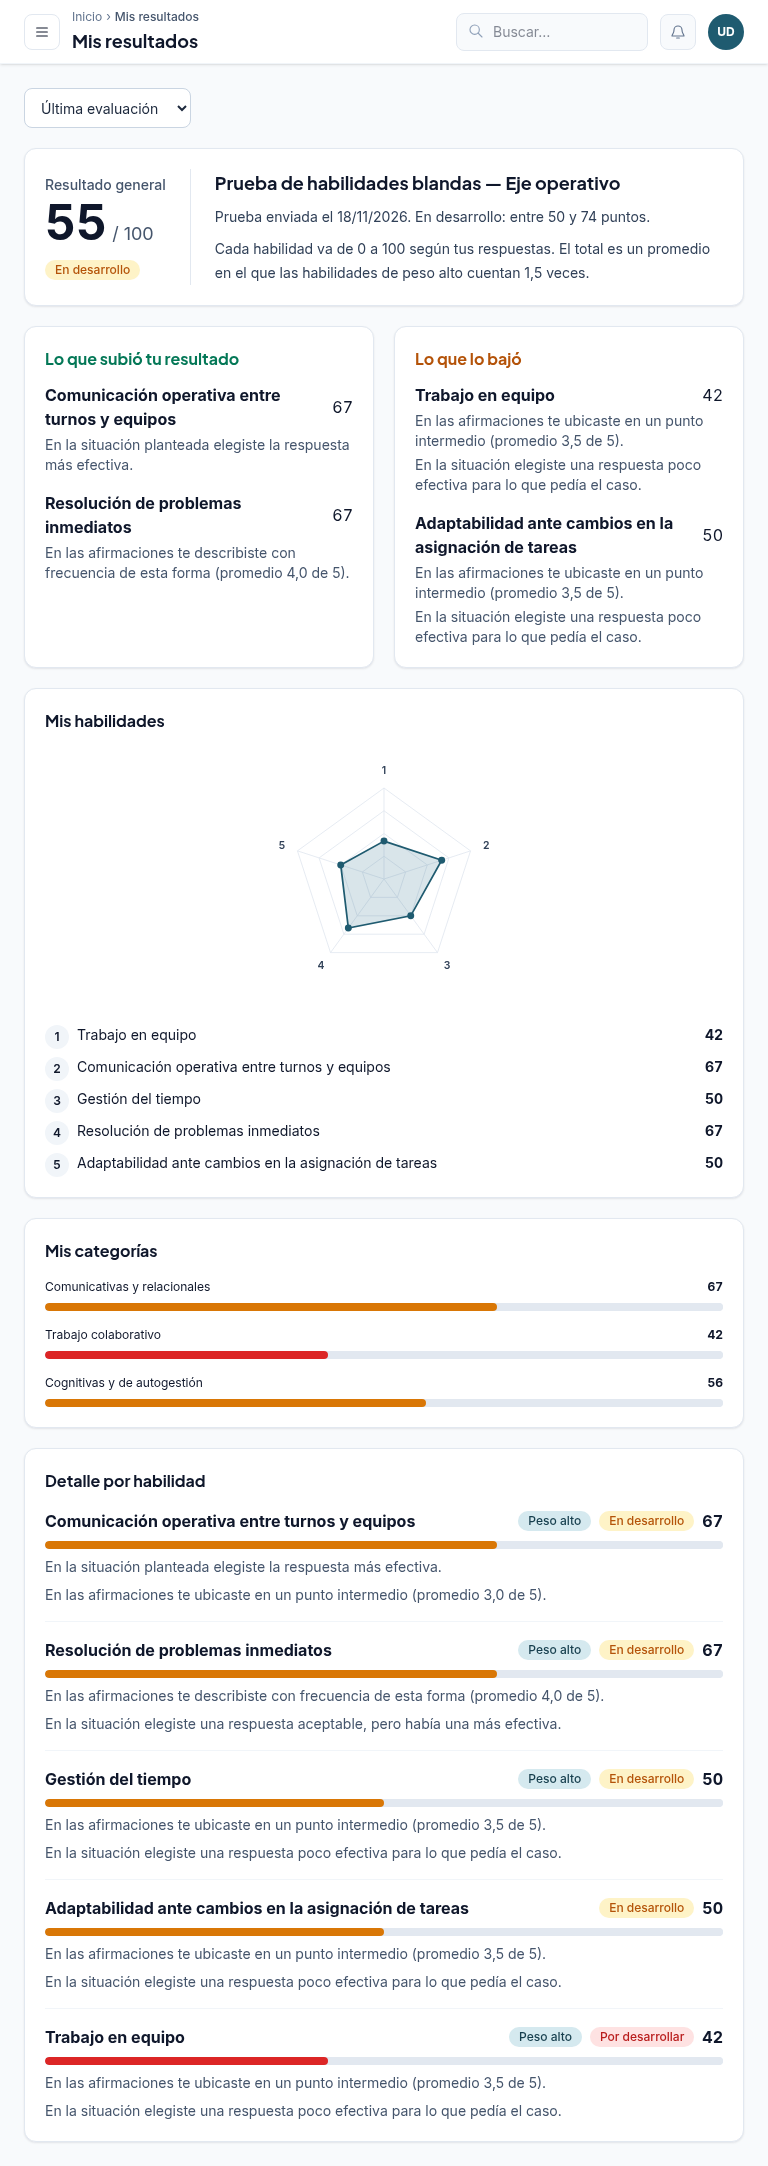 Inicio › Mis resultados
Mis resultados
Buscar...
UD
Última evaluación
Resultado general
55 / 100
En desarrollo
Prueba de habilidades blandas — Eje operativo
Prueba enviada el 18/11/2026. En desarrollo: entre 50 y 74 puntos.
Cada habilidad va de 0 a 100 según tus respuestas. El total es un promedio
en el que las habilidades de peso alto cuentan 1,5 veces.
Lo que subió tu resultado
Comunicación operativa entre
turnos y equipos
67
En la situación planteada elegiste la respuesta
más efectiva.
Resolución de problemas
inmediatos
67
En las afirmaciones te describiste con
frecuencia de esta forma (promedio 4,0 de 5).
Lo que lo bajó
Trabajo en equipo 42
En las afirmaciones te ubicaste en un punto
intermedio (promedio 3,5 de 5).
En la situación elegiste una respuesta poco
efectiva para lo que pedía el caso.
Adaptabilidad ante cambios en la
asignación de tareas
50
En las afirmaciones te ubicaste en un punto
intermedio (promedio 3,5 de 5).
En la situación elegiste una respuesta poco
efectiva para lo que pedía el caso.
Mis habilidades
1
5
2
4
3
1 Trabajo en equipo 42
2 Comunicación operativa entre turnos y equipos 67
3 Gestión del tiempo 50
4 Resolución de problemas inmediatos 67
5 Adaptabilidad ante cambios en la asignación de tareas 50
Mis categorías
Comunicativas y relacionales 67
Trabajo colaborativo 42
Cognitivas y de autogestión 56
Detalle por habilidad
Comunicación operativa entre turnos y equipos Peso alto En desarrollo 67
En la situación planteada elegiste la respuesta más efectiva.
En las afirmaciones te ubicaste en un punto intermedio (promedio 3,0 de 5).
Resolución de problemas inmediatos Peso alto En desarrollo 67
En las afirmaciones te describiste con frecuencia de esta forma (promedio 4,0 de 5).
En la situación elegiste una respuesta aceptable, pero había una más efectiva.
Gestión del tiempo Peso alto En desarrollo 50
En las afirmaciones te ubicaste en un punto intermedio (promedio 3,5 de 5).
En la situación elegiste una respuesta poco efectiva para lo que pedía el caso.
Adaptabilidad ante cambios en la asignación de tareas En desarrollo 50
En las afirmaciones te ubicaste en un punto intermedio (promedio 3,5 de 5).
En la situación elegiste una respuesta poco efectiva para lo que pedía el caso.
Trabajo en equipo Peso alto Por desarrollar 42
En las afirmaciones te ubicaste en un punto intermedio (promedio 3,5 de 5).
En la situación elegiste una respuesta poco efectiva para lo que pedía el caso.